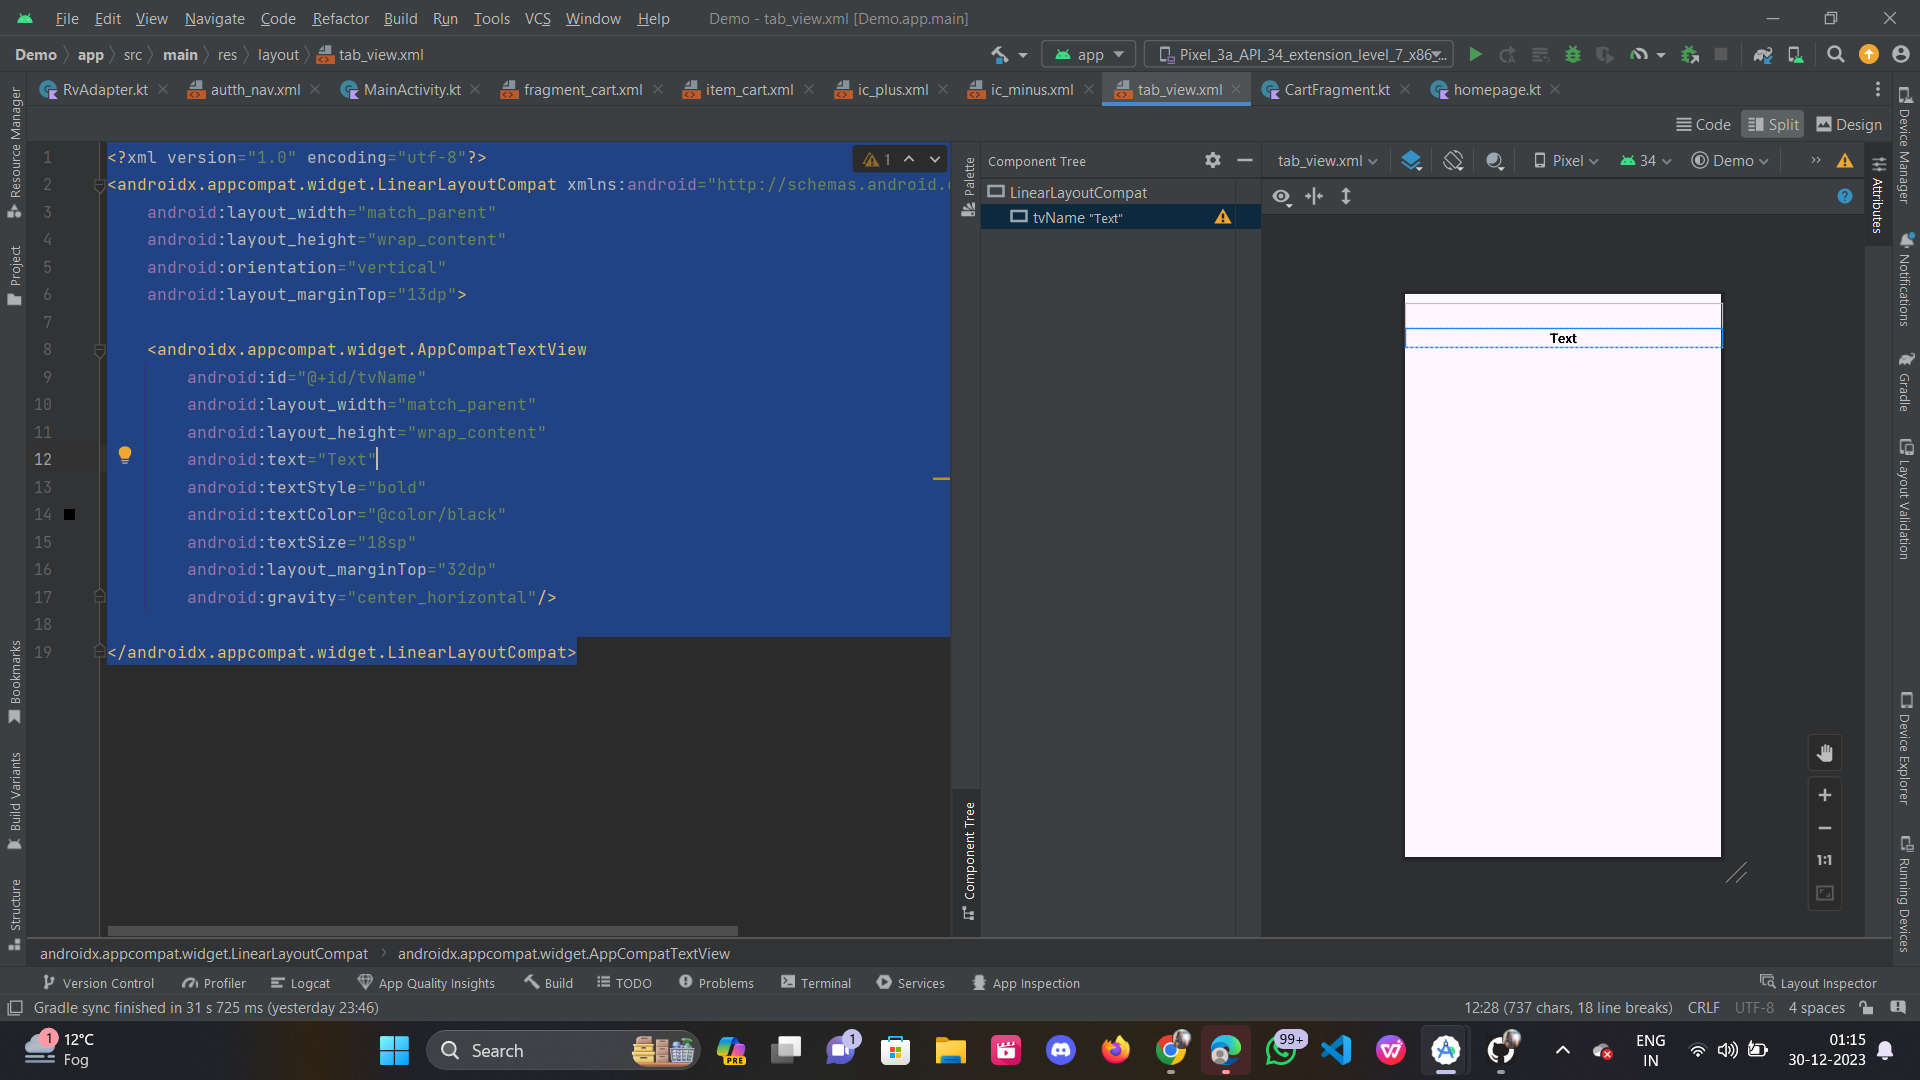 File Edit View Navigate Code Refactor Build Run Tools VCS Window Help Demo - tab_view.xml [Demo.app.main]
Demo app src main res layout tab_view.xml app Pixel_3a_API_34_extension_level_7_x86...
RvAdapter.kt autth_nav.xml MainActivity.kt fragment_cart.xml item_cart.xml ic_plus.xml ic_minus.xml tab_view.xml CartFragment.kt homepage.kt
Code Split Design
1 <?xml version="1.0" encoding="utf-8"?>
2 <androidx.appcompat.widget.LinearLayoutCompat xmlns:android="http://schemas.android.
3 android:layout_width="match_parent"
4 android:layout_height="wrap_content"
5 android:orientation="vertical"
6 android:layout_marginTop="13dp">
7
8 <androidx.appcompat.widget.AppCompatTextView
9 android:id="@+id/tvName"
10 android:layout_width="match_parent"
11 android:layout_height="wrap_content"
12 android:text="Text"
13 android:textStyle="bold"
14 android:textColor="@color/black"
15 android:textSize="18sp"
16 android:layout_marginTop="32dp"
17 android:gravity="center_horizontal"/>
18
19 </androidx.appcompat.widget.LinearLayoutCompat>
1
Resource Manager
Project
Bookmarks
Build Variants
Structure
Palette
Component Tree
Component Tree
LinearLayoutCompat
tvName "Text"
tab_view.xml Pixel 34 Demo
Text
1:1
Attributes
Device Manager
Notifications
Gradle
Layout Validation
Device Explorer
Running Devices
androidx.appcompat.widget.LinearLayoutCompat androidx.appcompat.widget.AppCompatTextView
Version Control Profiler Logcat App Quality Insights Build TODO Problems Terminal Services App Inspection Layout Inspector
Gradle sync finished in 31 s 725 ms (yesterday 23:46) 12:28 (737 chars, 18 line breaks) CRLF UTF-8 4 spaces
1 12°C
Fog
Search
PRE
1
99+
ENG
IN
01:15
30-12-2023